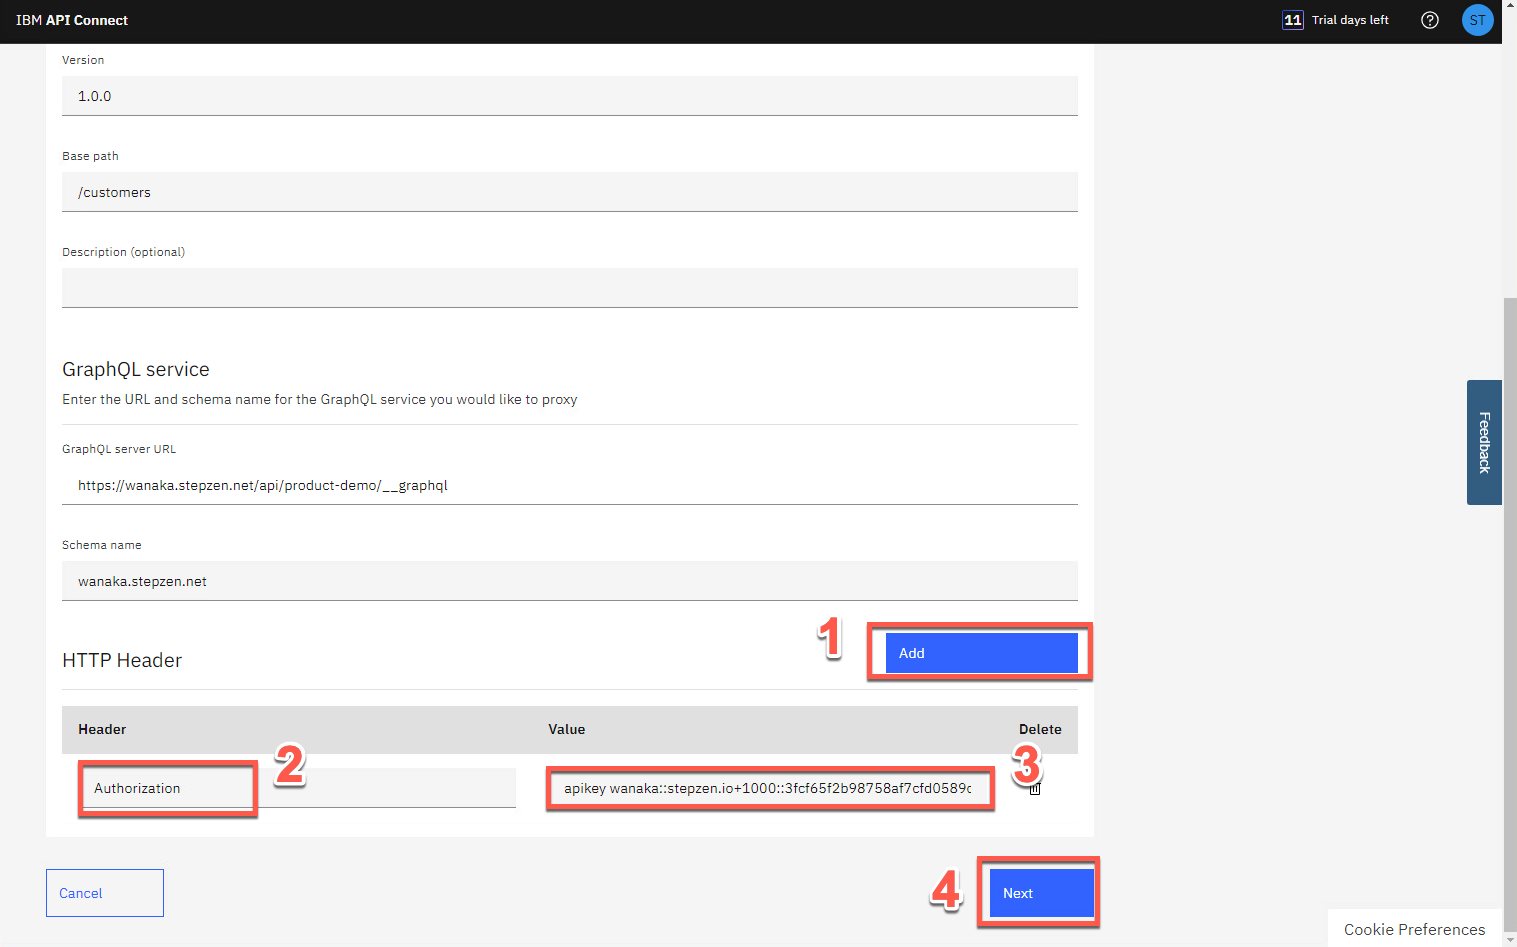 IBM API Connect
11 Trial days left
ST
Version
1.0.0
Base path
/customers
Description (optional)
GraphQL service
Enter the URL and schema name for the GraphQL service you would like to proxy
GraphQL server URL
https://wanaka.stepzen.net/api/product-demo/__graphql
Schema name
wanaka.stepzen.net
1
HTTP Header
Add
Header Value Delete
2
3
Authorization
apikey wanaka::stepzen.io+1000::3fcf65f2b98758af7cfd0589c
Cancel
4
Next
Feedback
Cookie Preferences